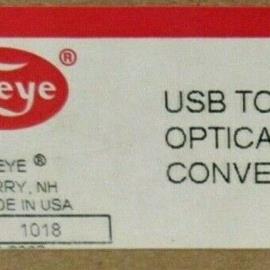 eye ®
USB TO
OPTICA
CONVE
EYE ®
RRY, NH
DE IN USA
1018